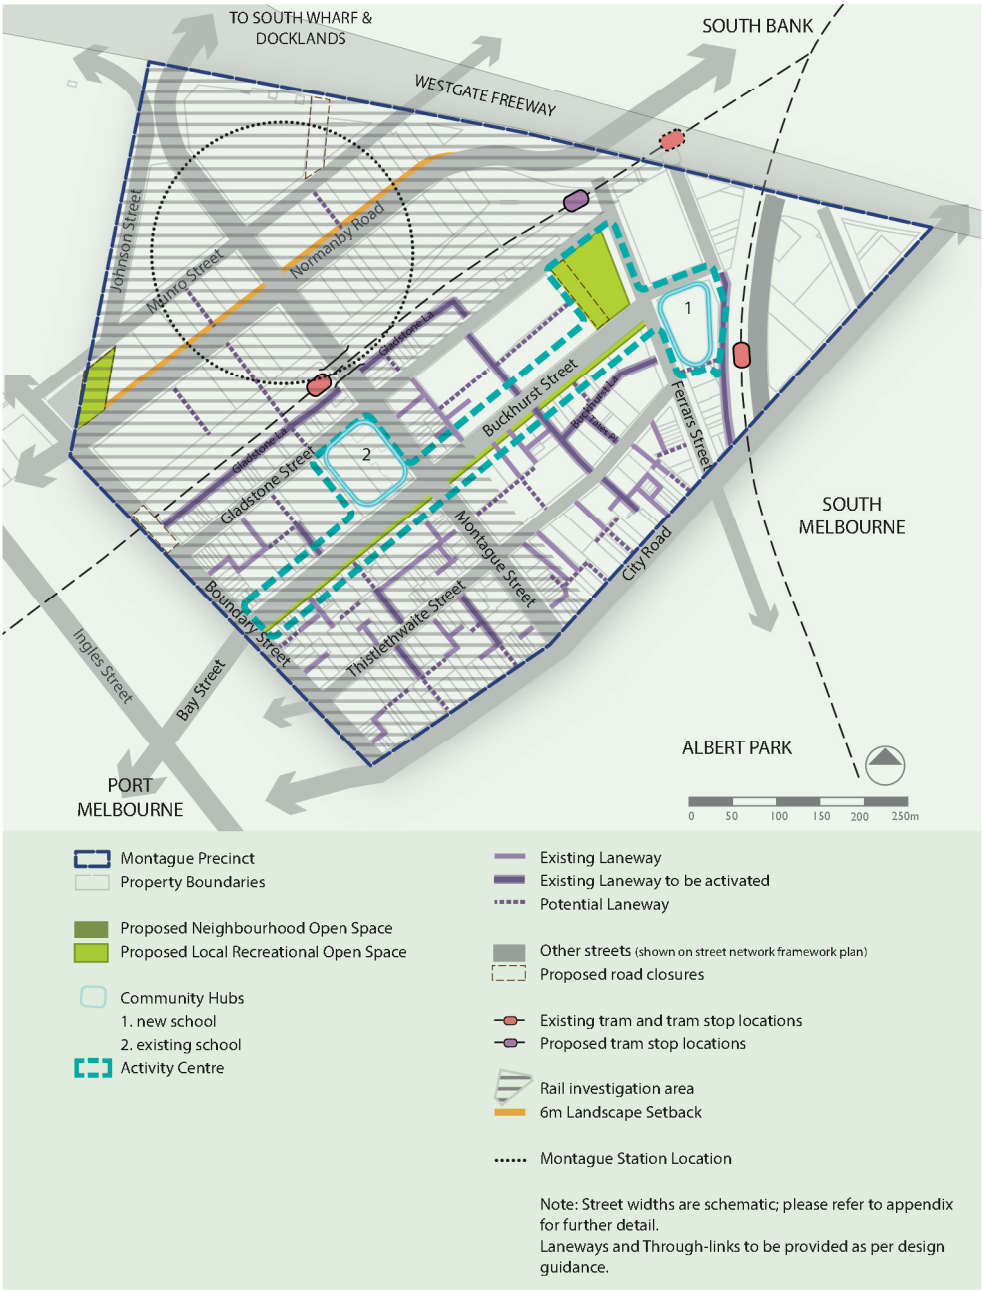 TO SOUTH WHARF &
DOCKLANDS
SOUTH BANK
WESTGATE FREEWAY
Johnson Street
Munro Street
Normanby Road
Gladstone La
1
Buckhurst Street
Buckhurst La
Tates Pl
Ferrars Street
2
Gladstone La
Gladstone Street
SOUTH
MELBOURNE
City Road
Montague Street
Boundary Street
Thistlethwaite Street
Ingles Street
Bay Street
ALBERT PARK
PORT
MELBOURNE
0 50 100 150 200 250m
Montague Precinct
Property Boundaries
Proposed Neighbourhood Open Space
Proposed Local Recreational Open Space
Community Hubs
1. new school
2. existing school
Activity Centre
Existing Laneway
Existing Laneway to be activated
Potential Laneway
Other streets (shown on street network framework plan)
Proposed road closures
Existing tram and tram stop locations
Proposed tram stop locations
Rail investigation area
6m Landscape Setback
Montague Station Location
Note: Street widths are schematic; please refer to appendix
for further detail.
Laneways and Through-links to be provided as per design
guidance.